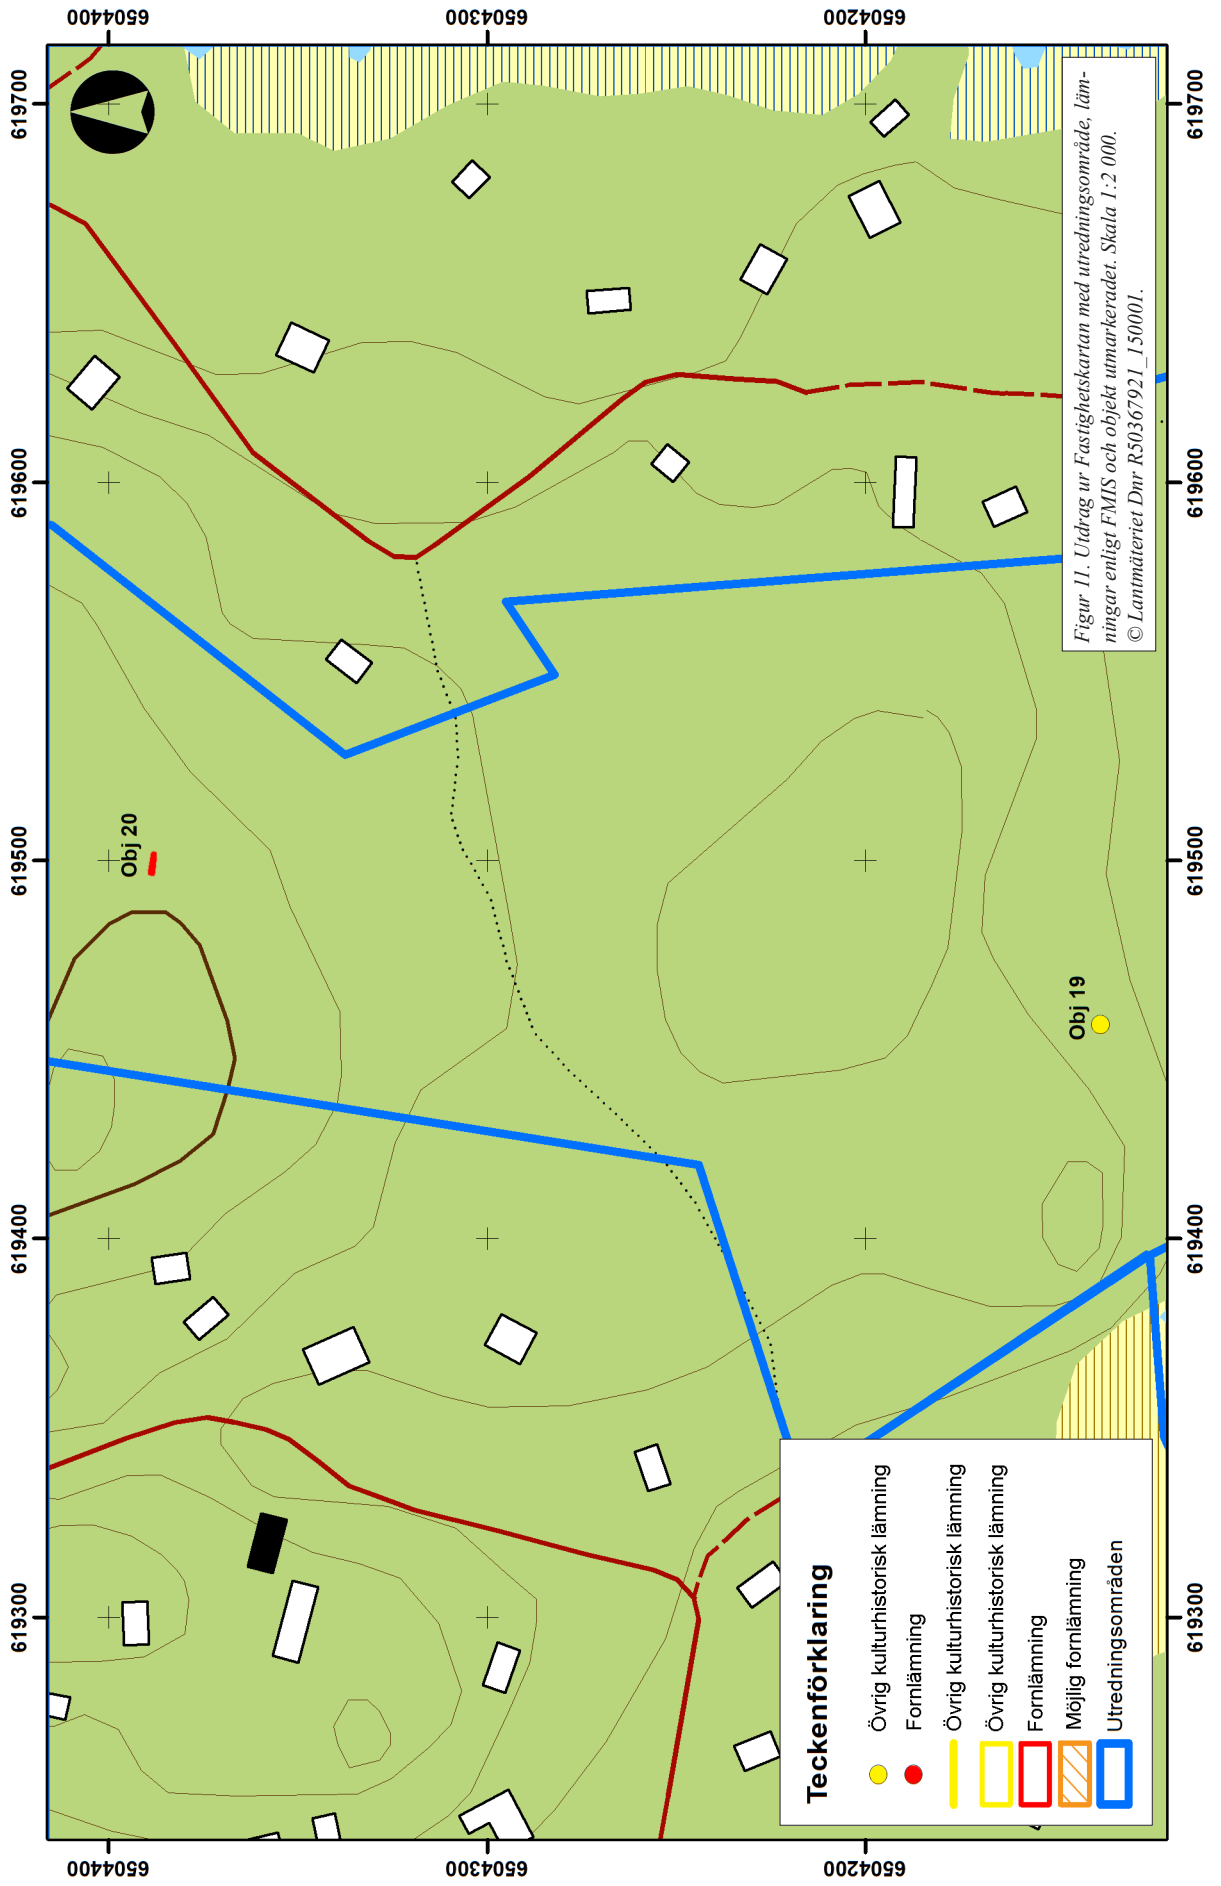 619300
619400
619500
619600
619700
6504400
6504400
Obj 20
6504300
6504300
6504200
6504200
Obj 19
Teckenförklaring
Övrig kulturhistorisk lämning
Fornlämning
Övrig kulturhistorisk lämning
Övrig kulturhistorisk lämning
Fornlämning
Möjlig fornlämning
Utredningsområden
Figur 11. Utdrag ur Fastighetskartan med utredningsområde, läm-
ningar enligt FMIS och objekt utmarkeradet. Skala 1:2 000.
© Lantmäteriet Dnr R50367921_150001.
619300
619400
619500
619600
619700